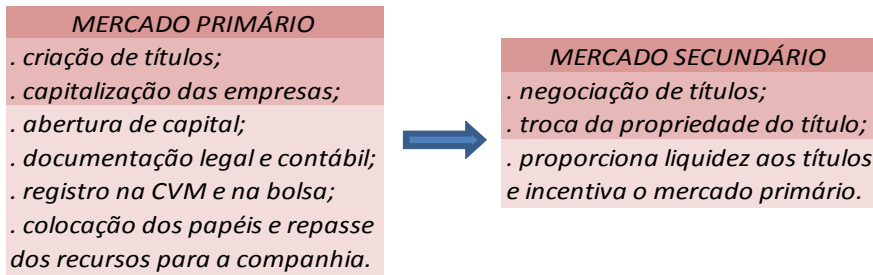 MERCADO PRIMÁRIO
. criação de títulos;
. capitalização das empresas;
. abertura de capital;
. documentação legal e contábil;
. registro na CVM e na bolsa;
. colocação dos papéis e repasse
dos recursos para a companhia.
MERCADO SECUNDÁRIO
. negociação de títulos;
. troca da propriedade do título;
. proporciona liquidez aos títulos
e incentiva o mercado primário.